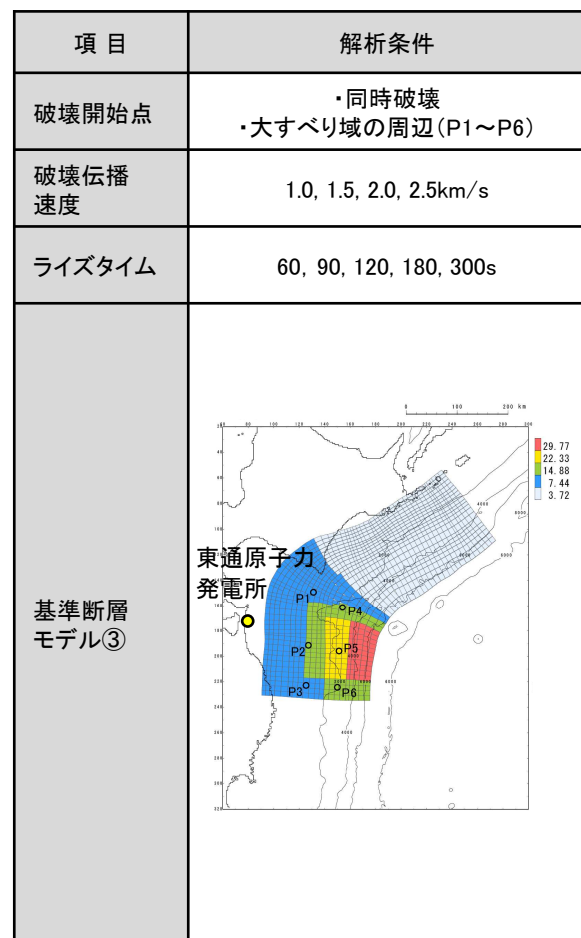 項 目
解析条件
破壊開始点
・同時破壊
・大すべり域の周辺(P1～P6)
破壊伝播
速度
1.0, 1.5, 2.0, 2.5km/s
ライズタイム
60, 90, 120, 180, 300s
基準断層
モデル③
0 100 200 km
29.77
22.33
14.88
7.44
3.72
東通原子力
発電所
P1
P4
P2
P5
P3
P6